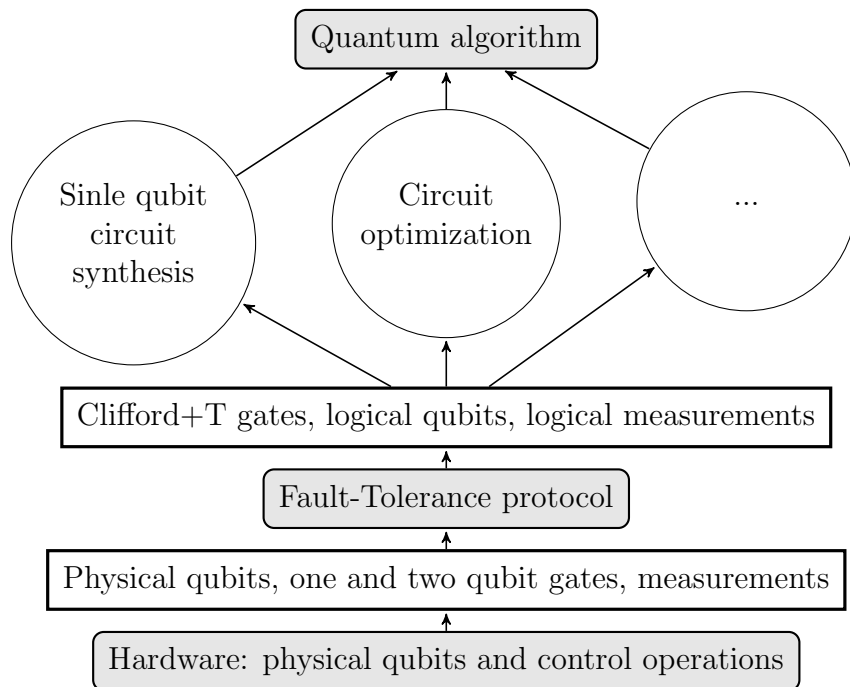 Quantum algorithm
Sinle qubit
circuit
synthesis
Circuit
optimization
...
Clifford+T gates, logical qubits, logical measurements
Fault-Tolerance protocol
Physical qubits, one and two qubit gates, measurements
Hardware: physical qubits and control operations